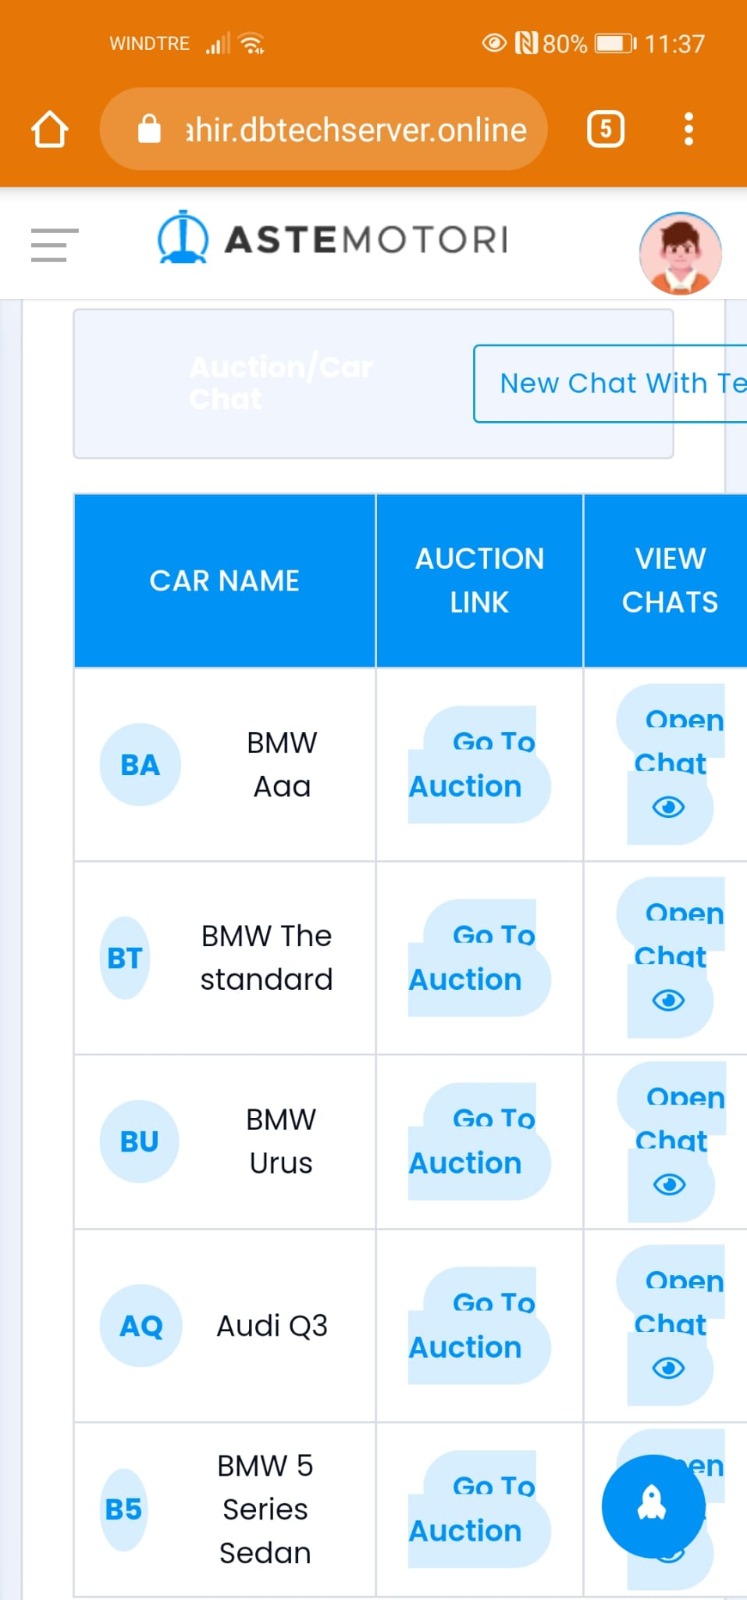 WINDTRE
80% 11:37
ahir.dbtechserver.online
5
ASTEMOTORI
Auction/Car
Chat
New Chat With Te
CAR NAME
AUCTION
LINK
VIEW
CHATS
BA
BMW
Aaa
Go To
Auction
Open
Chat
BT
BMW The
standard
Go To
Auction
Open
Chat
BU
BMW
Urus
Go To
Auction
Open
Chat
AQ
Audi Q3
Go To
Auction
Open
Chat
B5
BMW 5
Series
Sedan
Go To
Auction